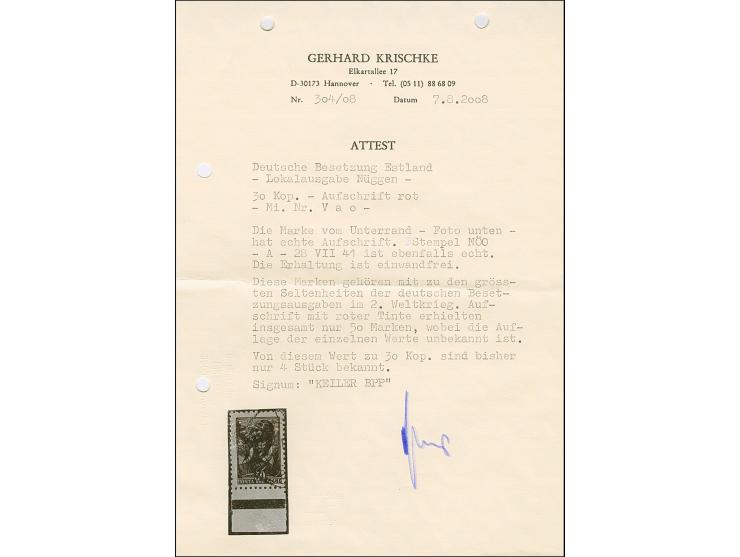 GERHARD KRISCHKE
Elkartallee 17
D-30173 Hannover · Tel. (05 11) 88 68 09
Nr. 304/08 Datum 7.8.2008
ATTEST
Deutsche Besetzung Estland
- Lokalausgabe Nüggen -
30 Kop. - Aufschrift rot
- Mi. Nr. V a o -
Die Marke vom Unterrand - Foto unten -
hat echte Aufschrift. Stempel NÖO
- A - 28 VII 41 ist ebenfalls echt.
Die Erhaltung ist einwandfrei.
Diese Marken gehören mit zu den gröss-
ten Seltenheiten der deutschen Beset-
zungsausgaben im 2. Weltkrieg. Auf-
schrift mit roter Tinte erhielten
insgesamt nur 50 Marken, wobei die Auf-
lage der einzelnen Werte unbekannt ist.
Von diesem Wert zu 30 Kop. sind bisher
nur 4 Stück bekannt.
Signum: "KEILER BPP"